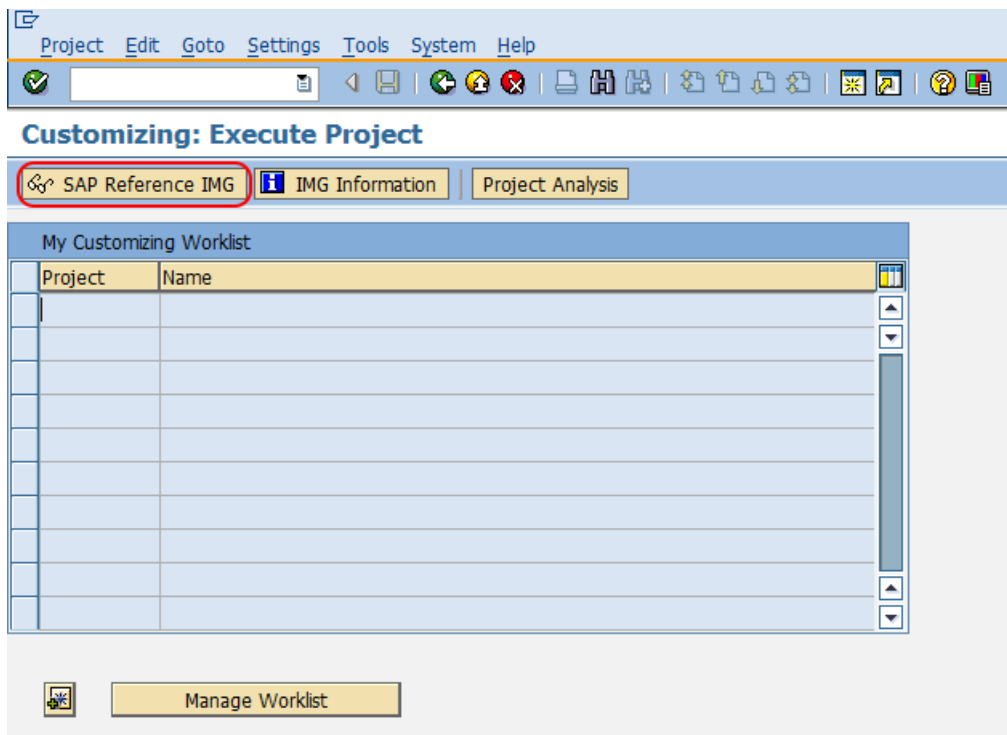 Project Edit Goto Settings Tools System Help
Customizing: Execute Project
SAP Reference IMG IMG Information Project Analysis
My Customizing Worklist
Project Name
Manage Worklist